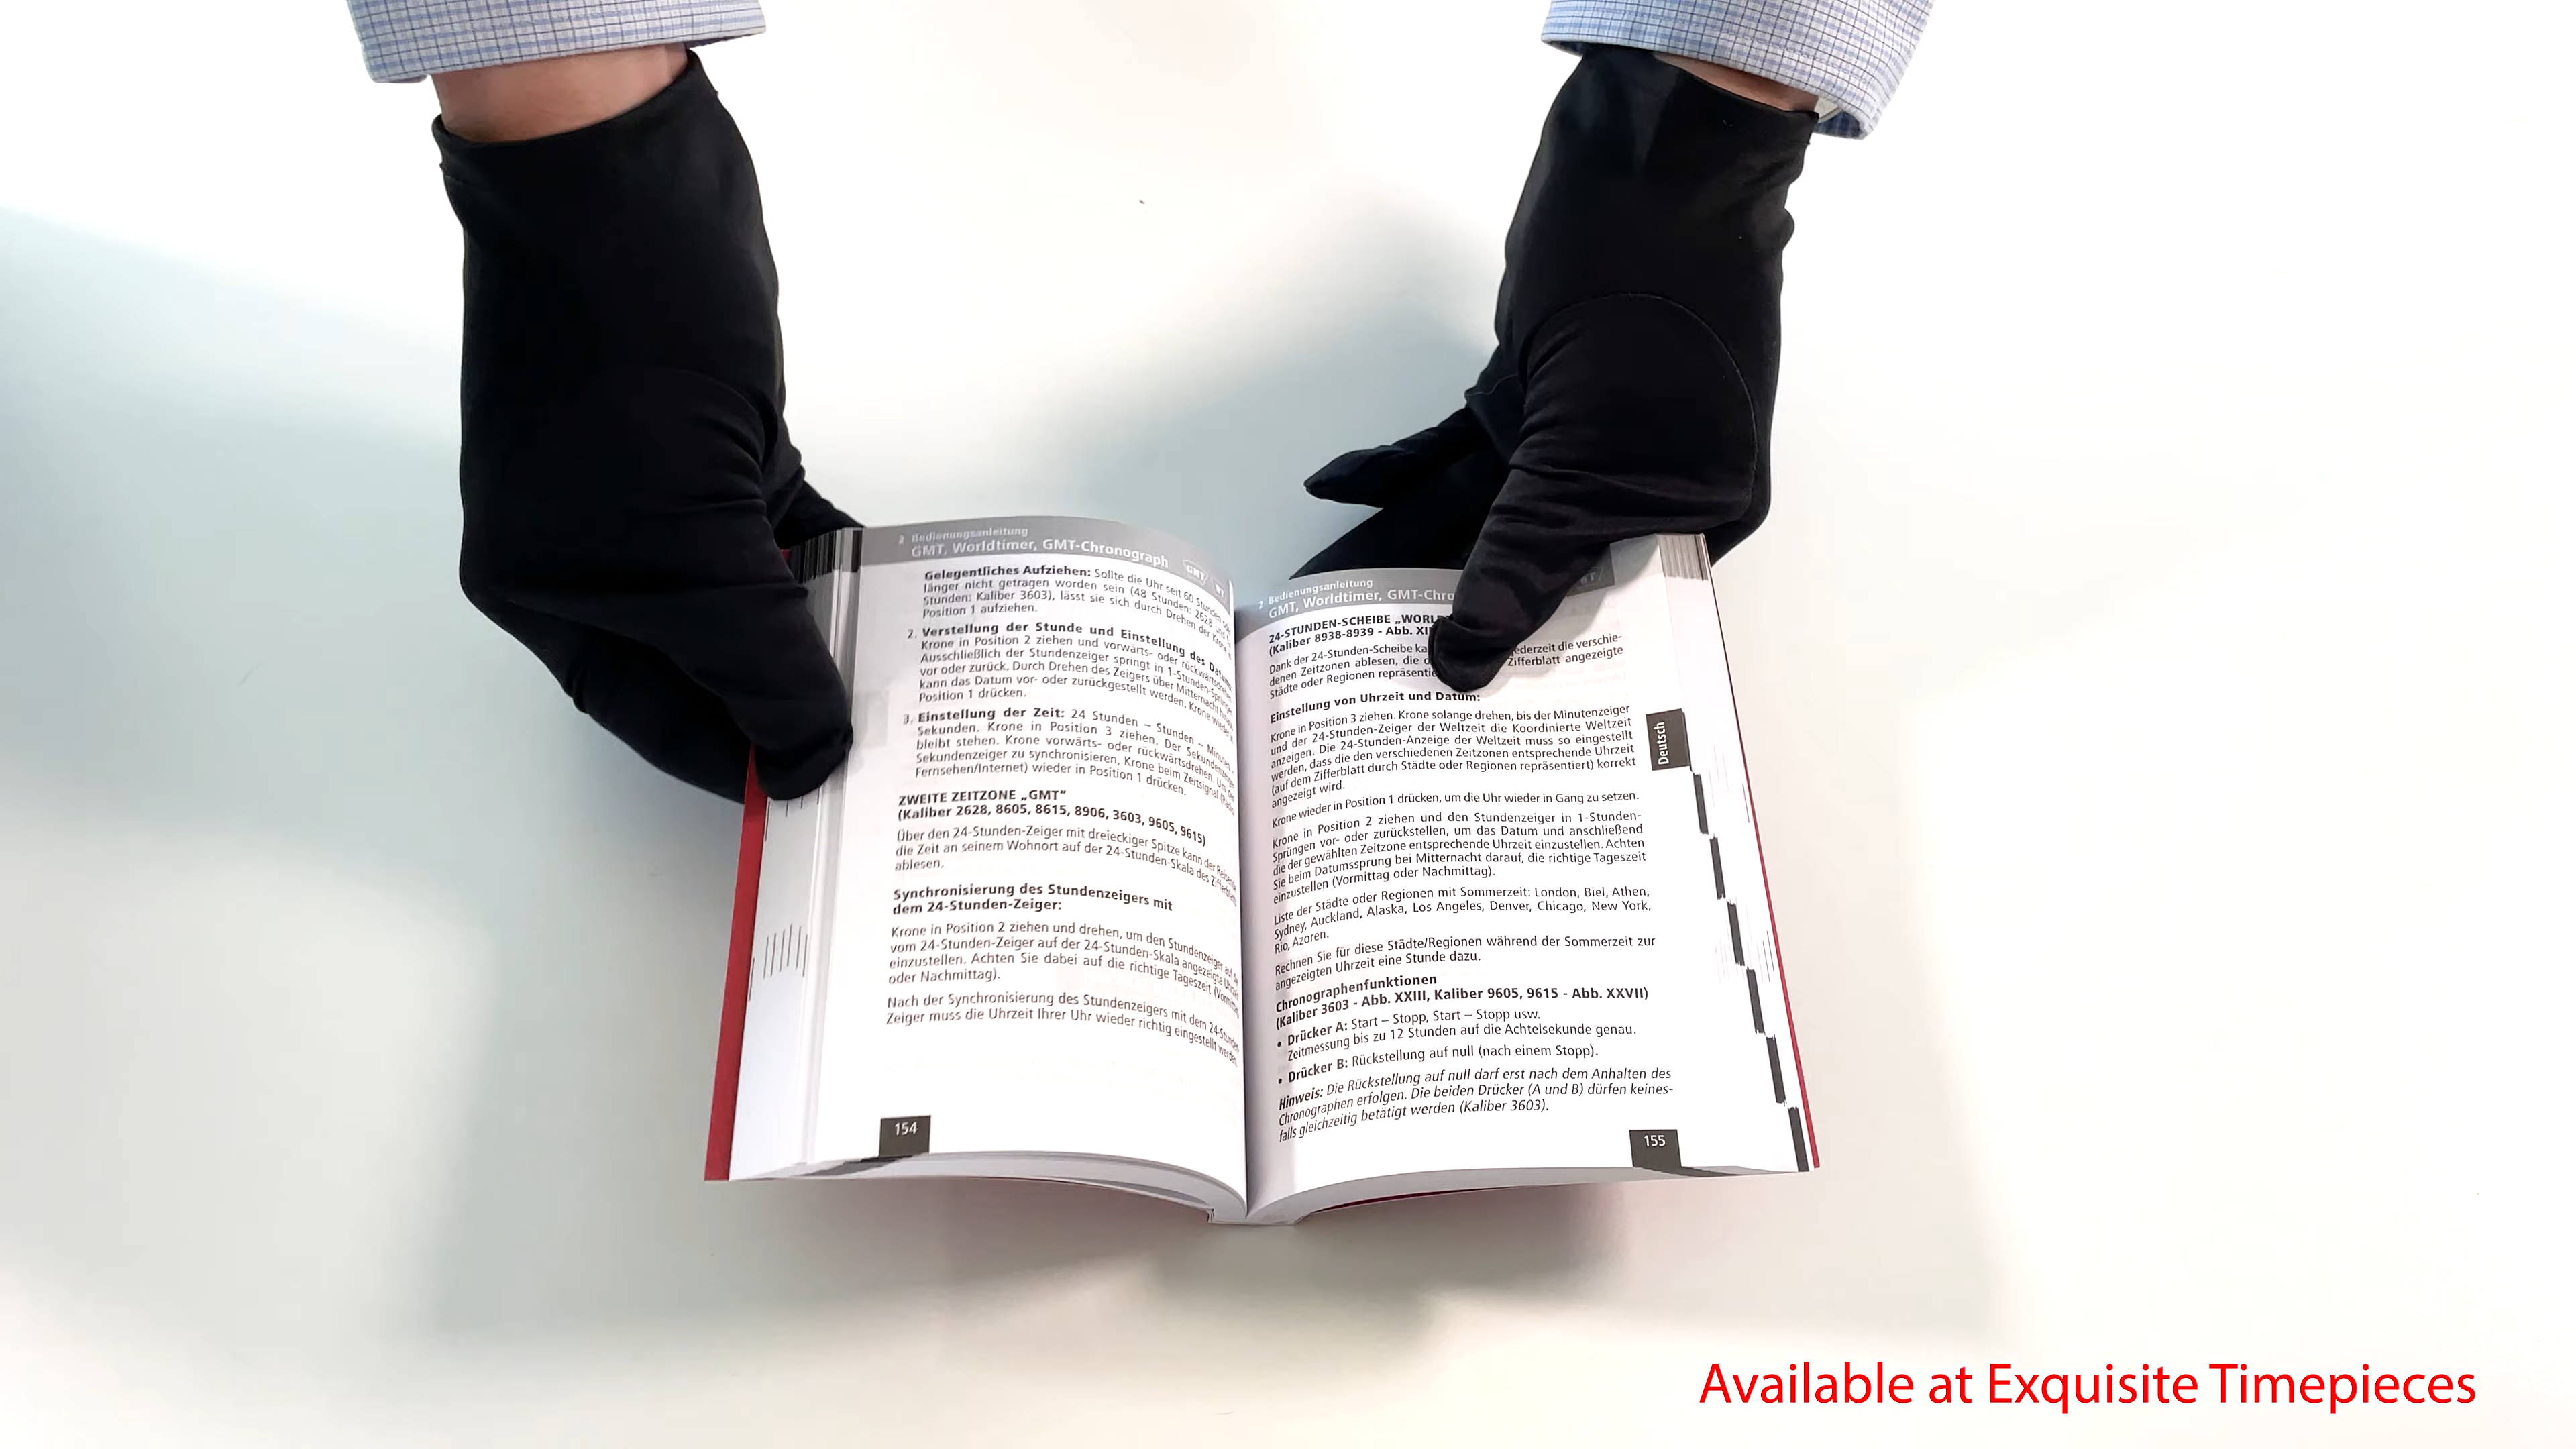 2 Bedienungsanleitung
GMT, Worldtimer, GMT-Chronograph GMT WT
Gelegentliches Aufziehen: Sollte die Uhr seit 60 Stunden
länger nicht getragen worden sein (48 Stunden: 2628 und
Stunden: Kaliber 3603), lässt sie sich durch Drehen der Krone
Position 1 aufziehen.
2. Verstellung der Stunde und Einstellung des Datums:
Krone in Position 2 ziehen und vorwärts- oder rückwärtsdrehen.
Ausschließlich der Stundenzeiger springt in 1-Stunden-Sprüngen
vor oder zurück. Durch Drehen des Zeigers über Mitternacht hinaus
kann das Datum vor- oder zurückgestellt werden. Krone wieder
Position 1 drücken.
3. Einstellung der Zeit: 24 Stunden – Stunden – Minuten –
Sekunden. Krone in Position 3 ziehen. Der Sekundenzeiger
bleibt stehen. Krone vorwärts- oder rückwärtsdrehen. Um den
Sekundenzeiger zu synchronisieren, Krone beim Zeitsignal (Radio/
Fernsehen/Internet) wieder in Position 1 drücken.
ZWEITE ZEITZONE „GMT“
(Kaliber 2628, 8605, 8615, 8906, 3603, 9605, 9615)
Über den 24-Stunden-Zeiger mit dreieckiger Spitze kann der Reisende
die Zeit an seinem Wohnort auf der 24-Stunden-Skala des Zifferblatts
ablesen.
Synchronisierung des Stundenzeigers mit
dem 24-Stunden-Zeiger:
Krone in Position 2 ziehen und drehen, um den Stundenzeiger auf die
vom 24-Stunden-Zeiger auf der 24-Stunden-Skala angezeigte Uhrzeit
einzustellen. Achten Sie dabei auf die richtige Tageszeit (Vormittag
oder Nachmittag).
Nach der Synchronisierung des Stundenzeigers mit dem 24-Stunden-
Zeiger muss die Uhrzeit Ihrer Uhr wieder richtig eingestellt werden.
154
2 Bedienungsanleitung
GMT, Worldtimer, GMT-Chro
24-STUNDEN-SCHEIBE „WORL
(Kaliber 8938-8939 - Abb. XI
Dank der 24-Stunden-Scheibe ka ederzeit die verschie-
denen Zeitzonen ablesen, die d Zifferblatt angezeigte
Städte oder Regionen repräsentie
Einstellung von Uhrzeit und Datum:
Krone in Position 3 ziehen. Krone solange drehen, bis der Minutenzeiger
und der 24-Stunden-Zeiger der Weltzeit die Koordinierte Weltzeit
anzeigen. Die 24-Stunden-Anzeige der Weltzeit muss so eingestellt
werden, dass die den verschiedenen Zeitzonen entsprechende Uhrzeit
(auf dem Zifferblatt durch Städte oder Regionen repräsentiert) korrekt
angezeigt wird.
Krone wieder in Position 1 drücken, um die Uhr wieder in Gang zu setzen.
Krone in Position 2 ziehen und den Stundenzeiger in 1-Stunden-
Sprüngen vor- oder zurückstellen, um das Datum und anschließend
die der gewählten Zeitzone entsprechende Uhrzeit einzustellen. Achten
Sie beim Datumssprung bei Mitternacht darauf, die richtige Tageszeit
einzustellen (Vormittag oder Nachmittag).
Liste der Städte oder Regionen mit Sommerzeit: London, Biel, Athen,
Sydney, Auckland, Alaska, Los Angeles, Denver, Chicago, New York,
Rio, Azoren.
Rechnen Sie für diese Städte/Regionen während der Sommerzeit zur
angezeigten Uhrzeit eine Stunde dazu.
Chronographenfunktionen
(Kaliber 3603 - Abb. XXIII, Kaliber 9605, 9615 - Abb. XXVII)
• Drücker A: Start – Stopp, Start – Stopp usw.
Zeitmessung bis zu 12 Stunden auf die Achtelsekunde genau.
• Drücker B: Rückstellung auf null (nach einem Stopp).
Hinweis: Die Rückstellung auf null darf erst nach dem Anhalten des
Chronographen erfolgen. Die beiden Drücker (A und B) dürfen keines-
falls gleichzeitig betätigt werden (Kaliber 3603).
155
Deutsch
Available at Exquisite Timepieces